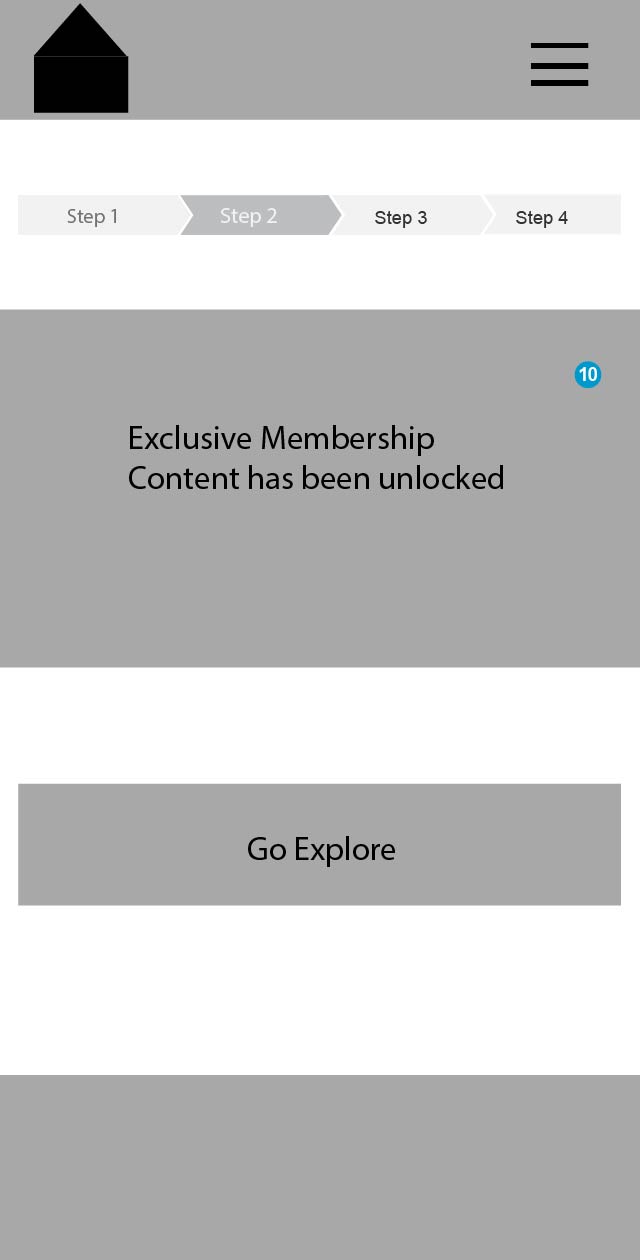 Step 1
Step 2
Step 3
Step 4
10
Exclusive Membership
Content has been unlocked
Go Explore